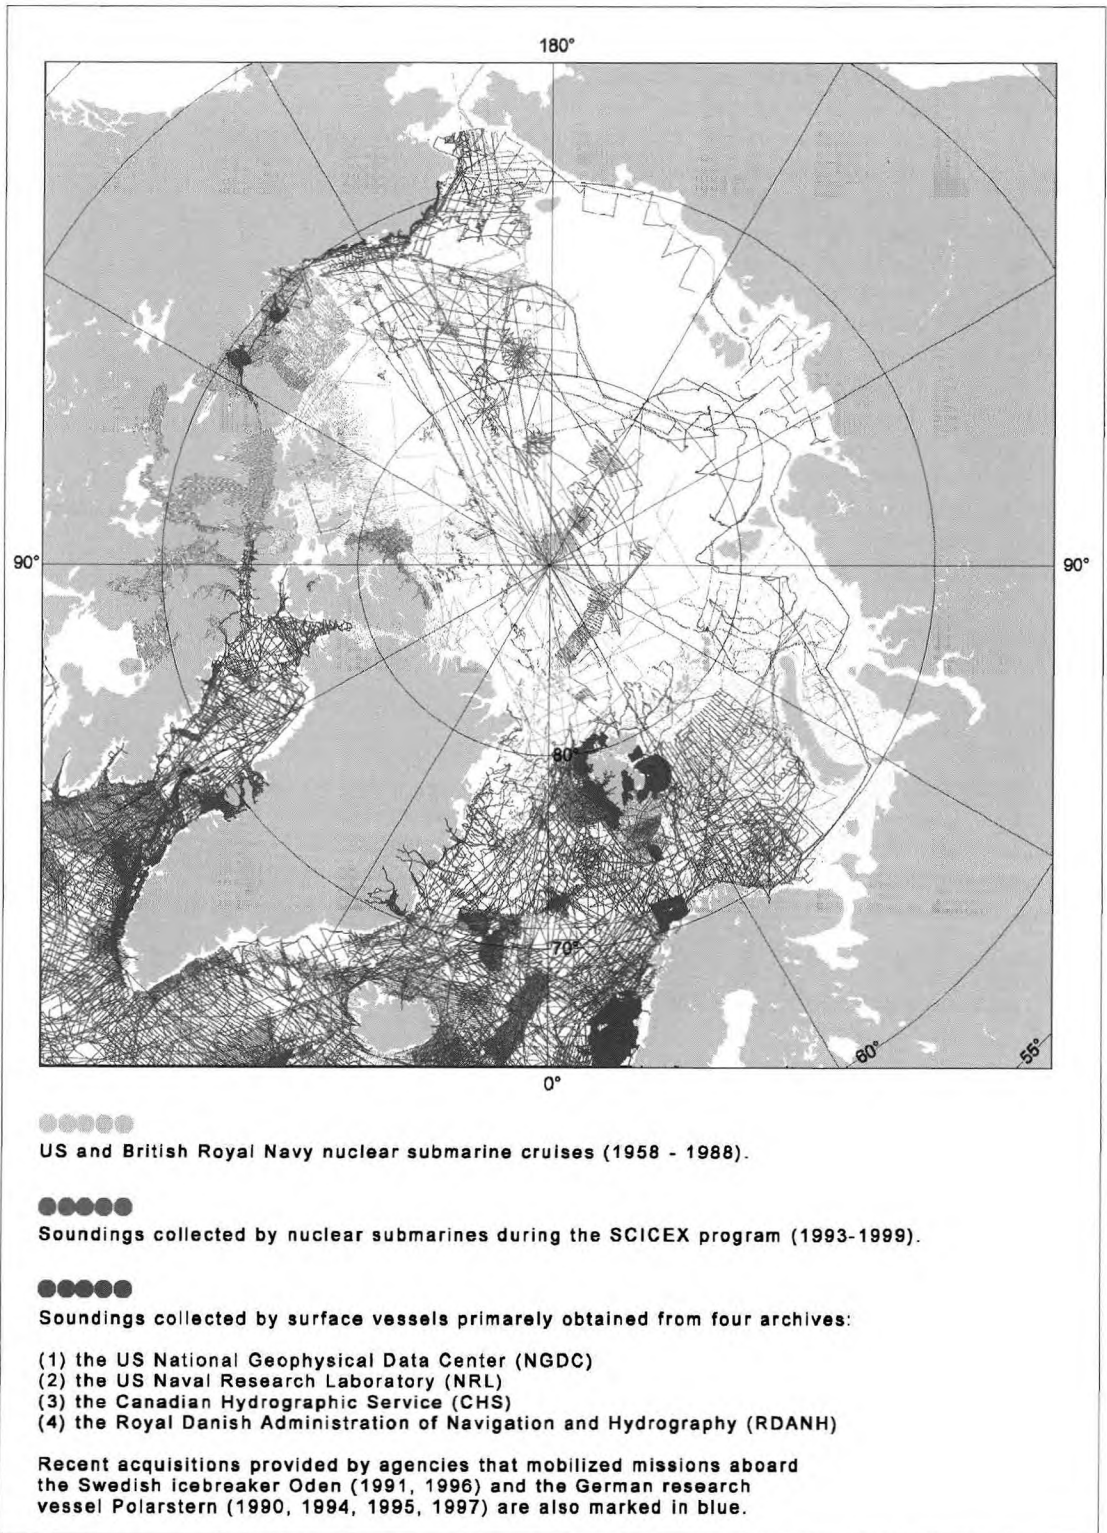 180°
90°
90°
80°
70°
60°
55°
0°
US and British Royal Navy nuclear submarine cruises (1958 - 1988).
Soundings collected by nuclear submarines during the SCICEX program (1993-1999).
Soundings collected by surface vessels primarely obtained from four archives:
(1) the US National Geophysical Data Center (NGDC)
(2) the US Naval Research Laboratory (NRL)
(3) the Canadian Hydrographic Service (CHS)
(4) the Royal Danish Administration of Navigation and Hydrography (RDANH)
Recent acquisitions provided by agencies that mobilized missions aboard
the Swedish icebreaker Oden (1991, 1996) and the German research
vessel Polarstern (1990, 1994, 1995, 1997) are also marked in blue.